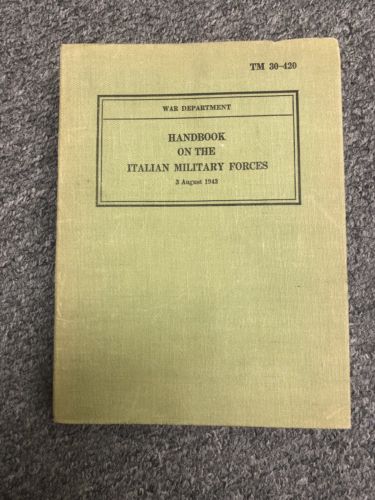 TM 30-420
WAR DEPARTMENT
HANDBOOK
ON THE
ITALIAN MILITARY FORCES
3 August 1943